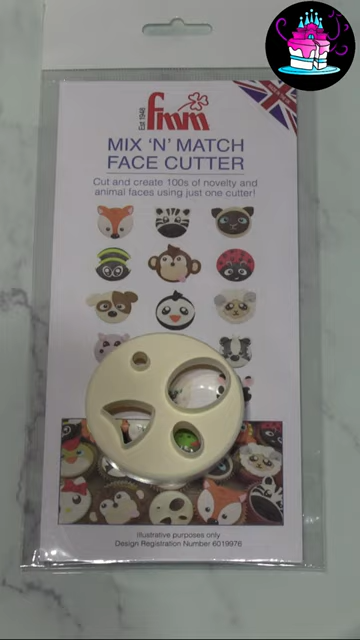 Est 1948
fmm
MIX 'N' MATCH
FACE CUTTER
Cut and create 100s of novelty and
animal faces using just one cutter!
Illustrative purposes only
Design Registration Number 6019976